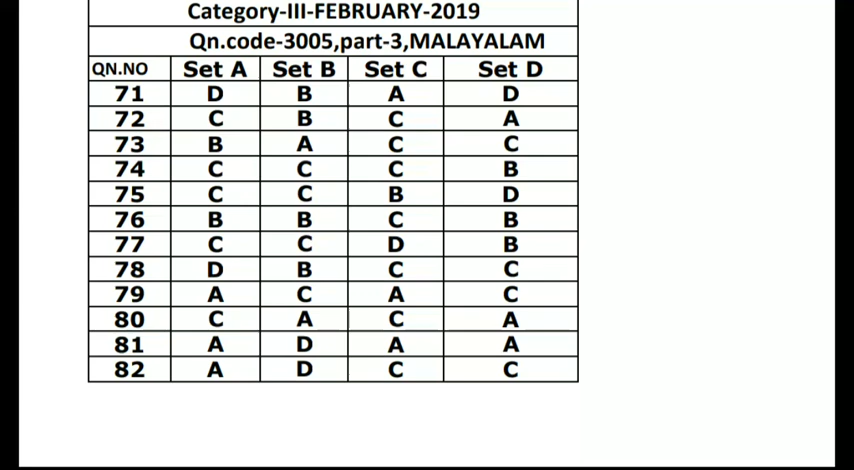 Category-III-FEBRUARY-2019
Qn.code-3005,part-3,MALAYALAM
QN.NO Set A Set B Set C Set D
71 D B A D
72 C B C A
73 B A C C
74 C C C B
75 C C B D
76 B B C B
77 C C D B
78 D B C C
79 A C A C
80 C A C A
81 A D A A
82 A D C C